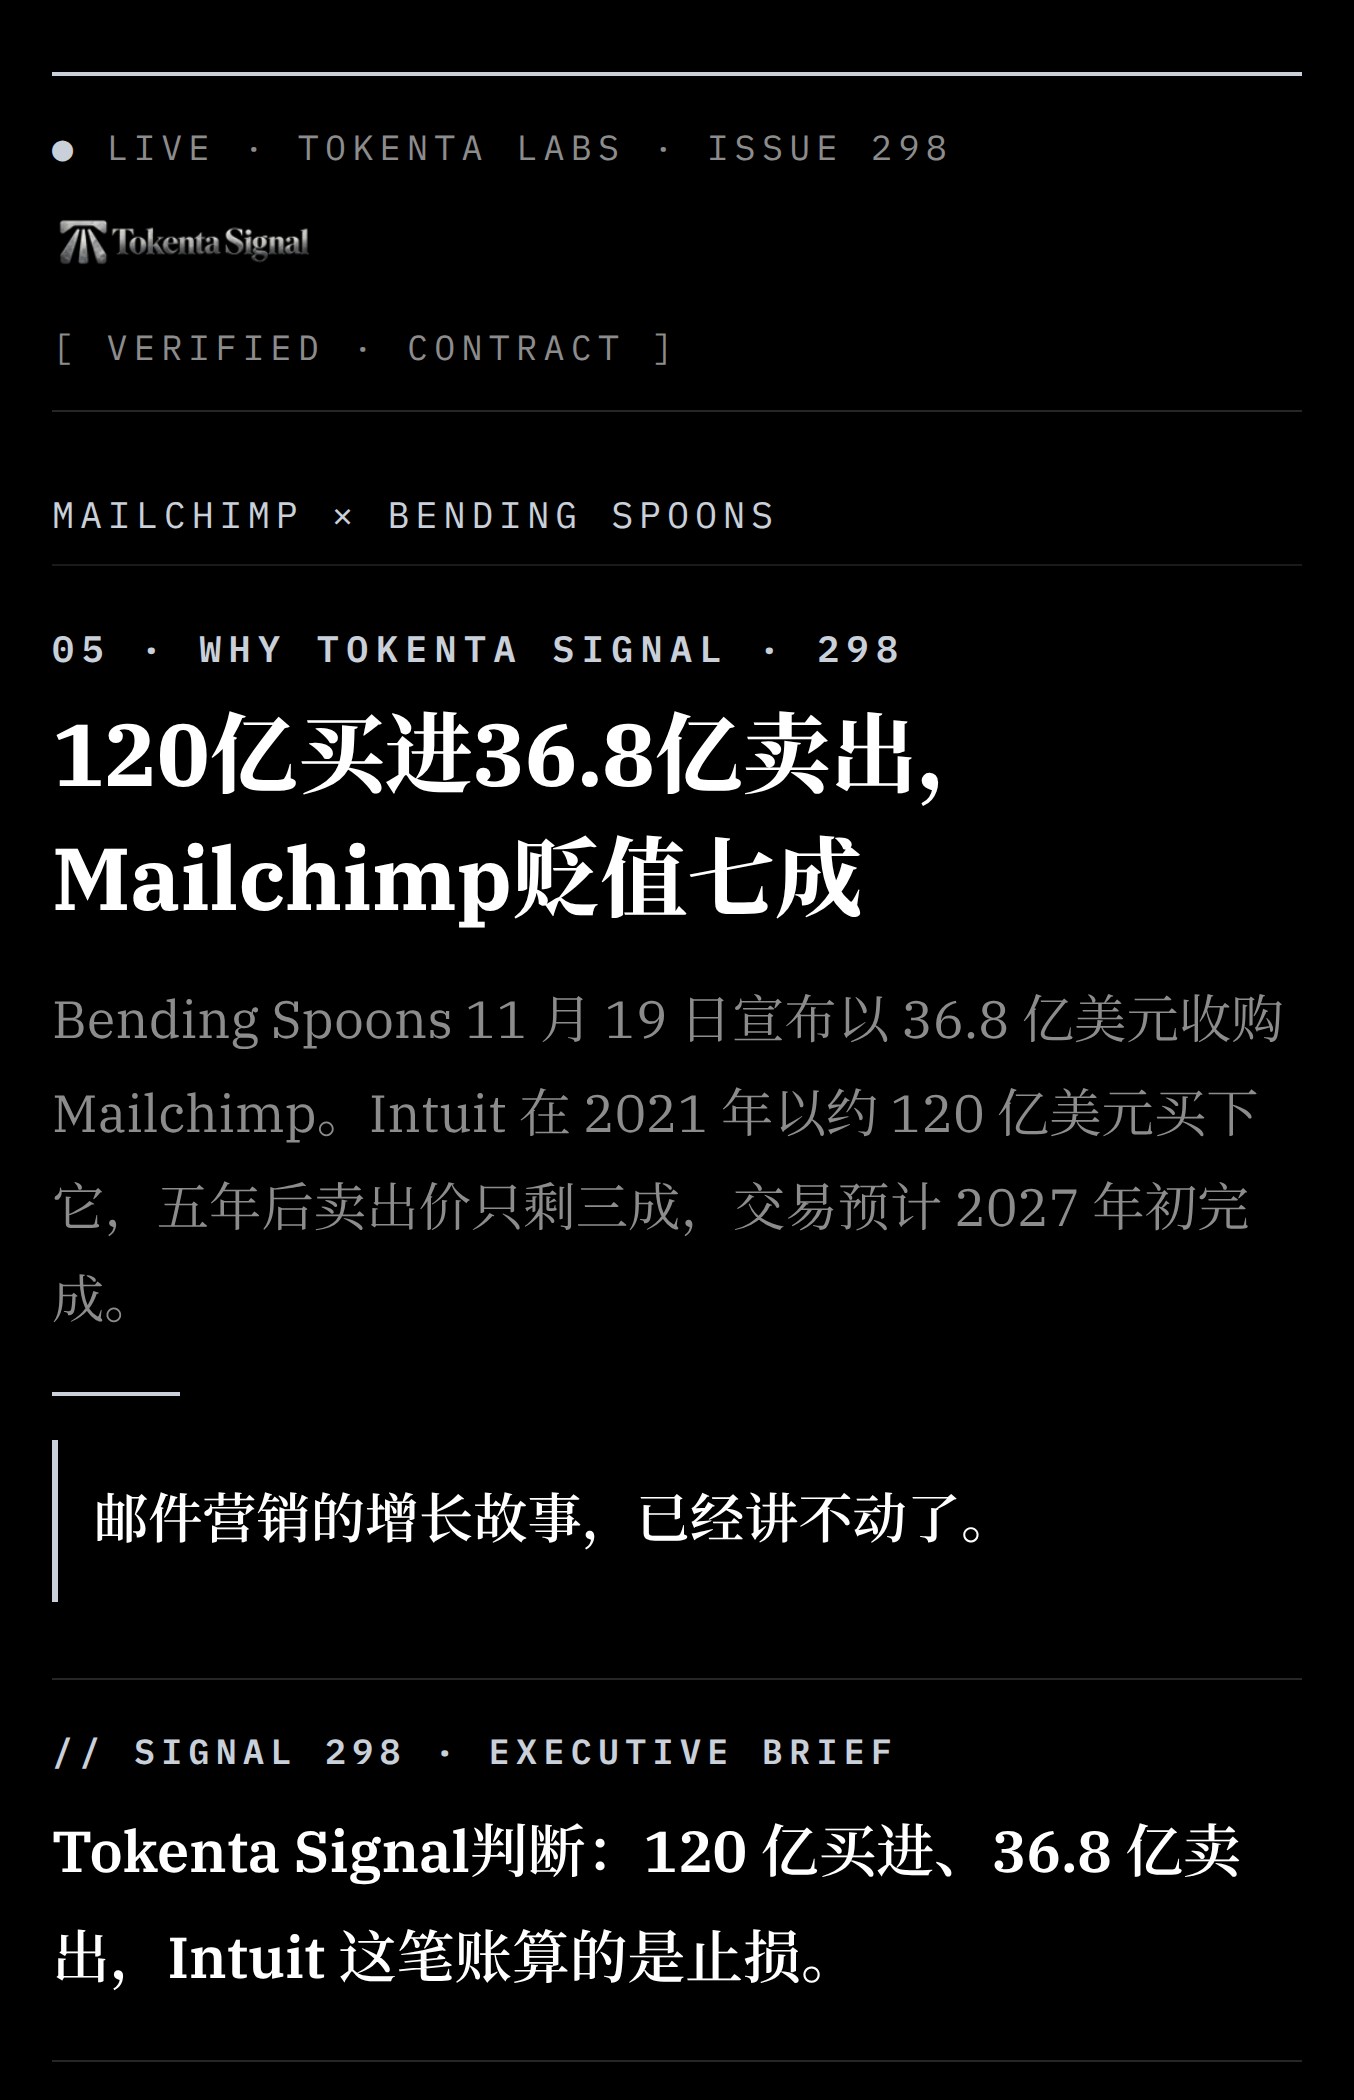 ● LIVE · TOKENTA LABS · ISSUE 298
Tokenta Signal
[ VERIFIED · CONTRACT ]
MAILCHIMP × BENDING SPOONS
05 · WHY TOKENTA SIGNAL · 298
120亿买进36.8亿卖出,
Mailchimp贬值七成
Bending Spoons 11 月 19 日宣布以 36.8 亿美元收购
Mailchimp。Intuit 在 2021 年以约 120 亿美元买下
它，五年后卖出价只剩三成，交易预计 2027 年初完
成。
邮件营销的增长故事，已经讲不动了。
// SIGNAL 298 · EXECUTIVE BRIEF
Tokenta Signal判断：120 亿买进、36.8 亿卖
出，Intuit 这笔账算的是止损。